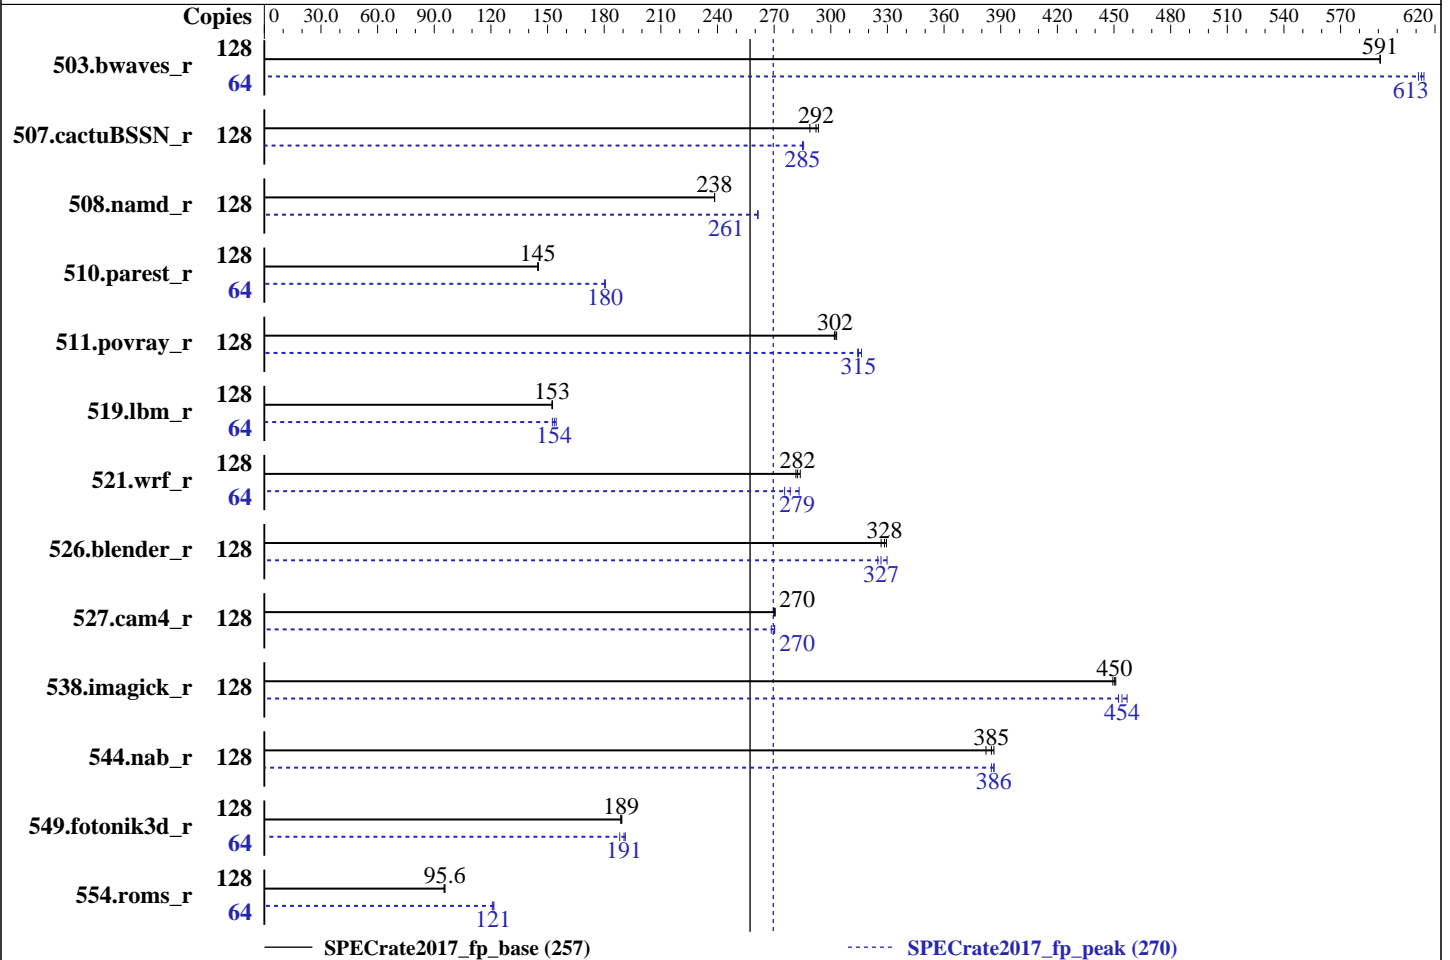 Copies 0 30.0 60.0 90.0 120 150 180 210 240 270 300 330 360 390 420 450 480 510 540 570 620
503.bwaves_r 128 591
64 613
507.cactuBSSN_r 128 292
285
508.namd_r 128 238
261
510.parest_r 128 145
64 180
511.povray_r 128 302
315
519.lbm_r 128 153
64 154
521.wrf_r 128 282
64 279
526.blender_r 128 328
327
527.cam4_r 128 270
270
538.imagick_r 128 450
454
544.nab_r 128 385
386
549.fotonik3d_r 128 189
64 191
554.roms_r 128 95.6
64 121
SPECrate2017_fp_base (257) SPECrate2017_fp_peak (270)